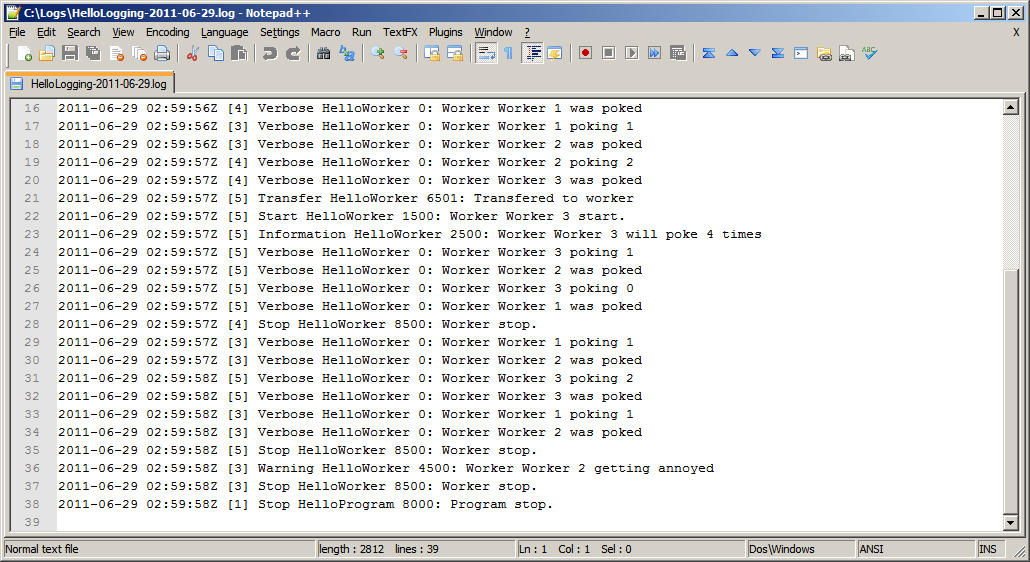 C:\Logs\HelloLogging-2011-06-29.log - Notepad++
File Edit Search View Encoding Language Settings Macro Run TextFX Plugins Window ? X
HelloLogging-2011-06-29.log
16 2011-06-29 02:59:56Z [4] Verbose HelloWorker 0: Worker Worker 1 was poked
17 2011-06-29 02:59:56Z [3] Verbose HelloWorker 0: Worker Worker 1 poking 1
18 2011-06-29 02:59:56Z [3] Verbose HelloWorker 0: Worker Worker 2 was poked
19 2011-06-29 02:59:57Z [4] Verbose HelloWorker 0: Worker Worker 2 poking 2
20 2011-06-29 02:59:57Z [4] Verbose HelloWorker 0: Worker Worker 3 was poked
21 2011-06-29 02:59:57Z [5] Transfer HelloWorker 6501: Transfered to worker
22 2011-06-29 02:59:57Z [5] Start HelloWorker 1500: Worker Worker 3 start.
23 2011-06-29 02:59:57Z [5] Information HelloWorker 2500: Worker Worker 3 will poke 4 times
24 2011-06-29 02:59:57Z [5] Verbose HelloWorker 0: Worker Worker 3 poking 1
25 2011-06-29 02:59:57Z [5] Verbose HelloWorker 0: Worker Worker 2 was poked
26 2011-06-29 02:59:57Z [5] Verbose HelloWorker 0: Worker Worker 3 poking 0
27 2011-06-29 02:59:57Z [5] Verbose HelloWorker 0: Worker Worker 1 was poked
28 2011-06-29 02:59:57Z [4] Stop HelloWorker 8500: Worker stop.
29 2011-06-29 02:59:57Z [3] Verbose HelloWorker 0: Worker Worker 1 poking 1
30 2011-06-29 02:59:57Z [3] Verbose HelloWorker 0: Worker Worker 2 was poked
31 2011-06-29 02:59:58Z [5] Verbose HelloWorker 0: Worker Worker 3 poking 2
32 2011-06-29 02:59:58Z [5] Verbose HelloWorker 0: Worker Worker 3 was poked
33 2011-06-29 02:59:58Z [3] Verbose HelloWorker 0: Worker Worker 1 poking 1
34 2011-06-29 02:59:58Z [3] Verbose HelloWorker 0: Worker Worker 2 was poked
35 2011-06-29 02:59:58Z [5] Stop HelloWorker 8500: Worker stop.
36 2011-06-29 02:59:58Z [3] Warning HelloWorker 4500: Worker Worker 2 getting annoyed
37 2011-06-29 02:59:58Z [3] Stop HelloWorker 8500: Worker stop.
38 2011-06-29 02:59:58Z [1] Stop HelloProgram 8000: Program stop.
39
Normal text file length : 2812 lines : 39 Ln : 1 Col : 1 Sel : 0 Dos\Windows ANSI INS